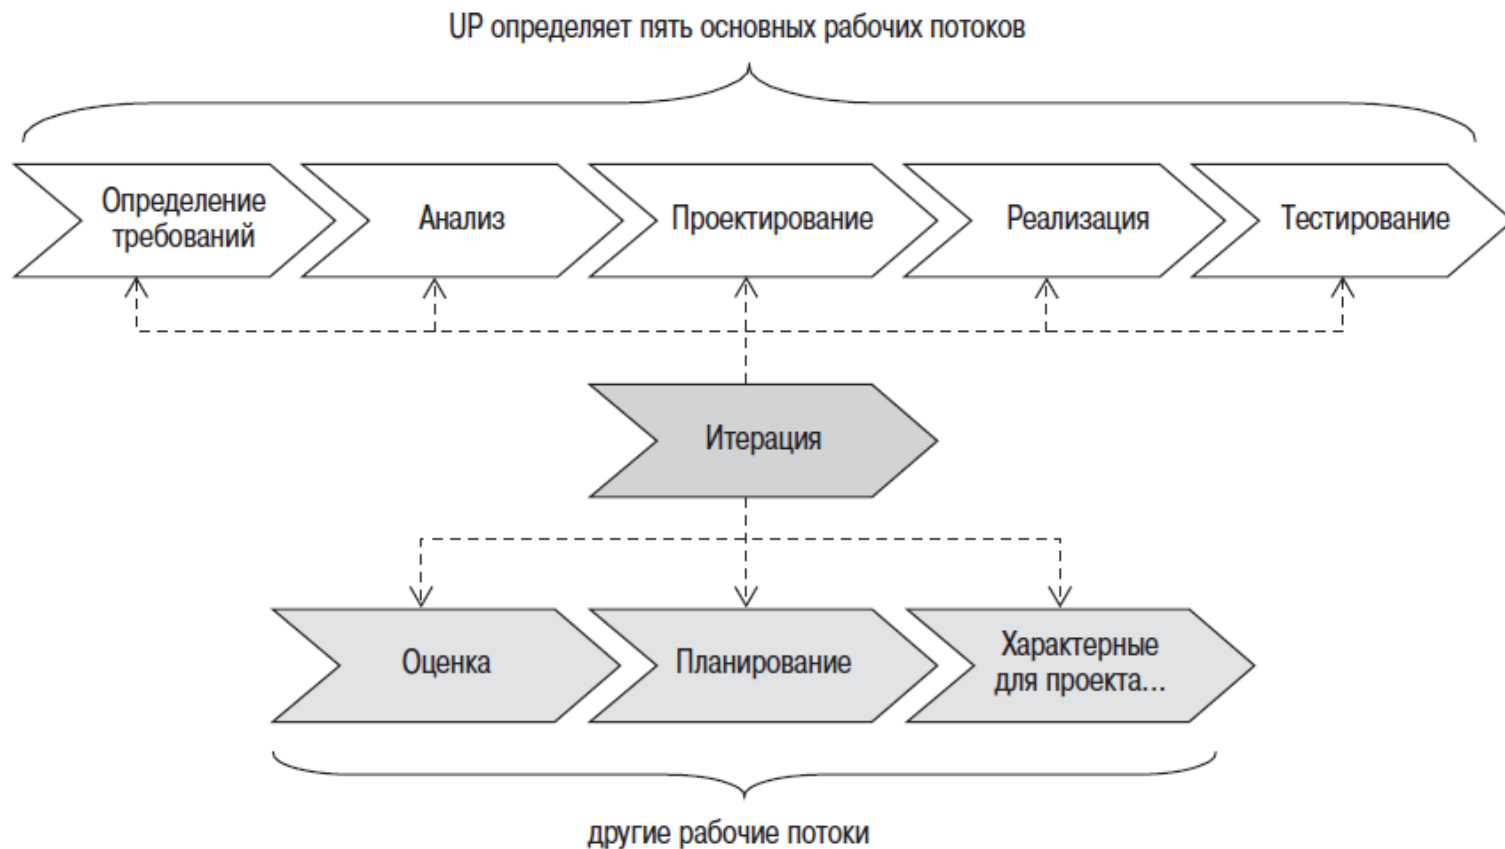 UP определяет пять основных рабочих потоков
Определение
требований
Анализ
Проектирование
Реализация
Тестирование
Итерация
Оценка
Планирование
Характерные
для проекта...
другие рабочие потоки